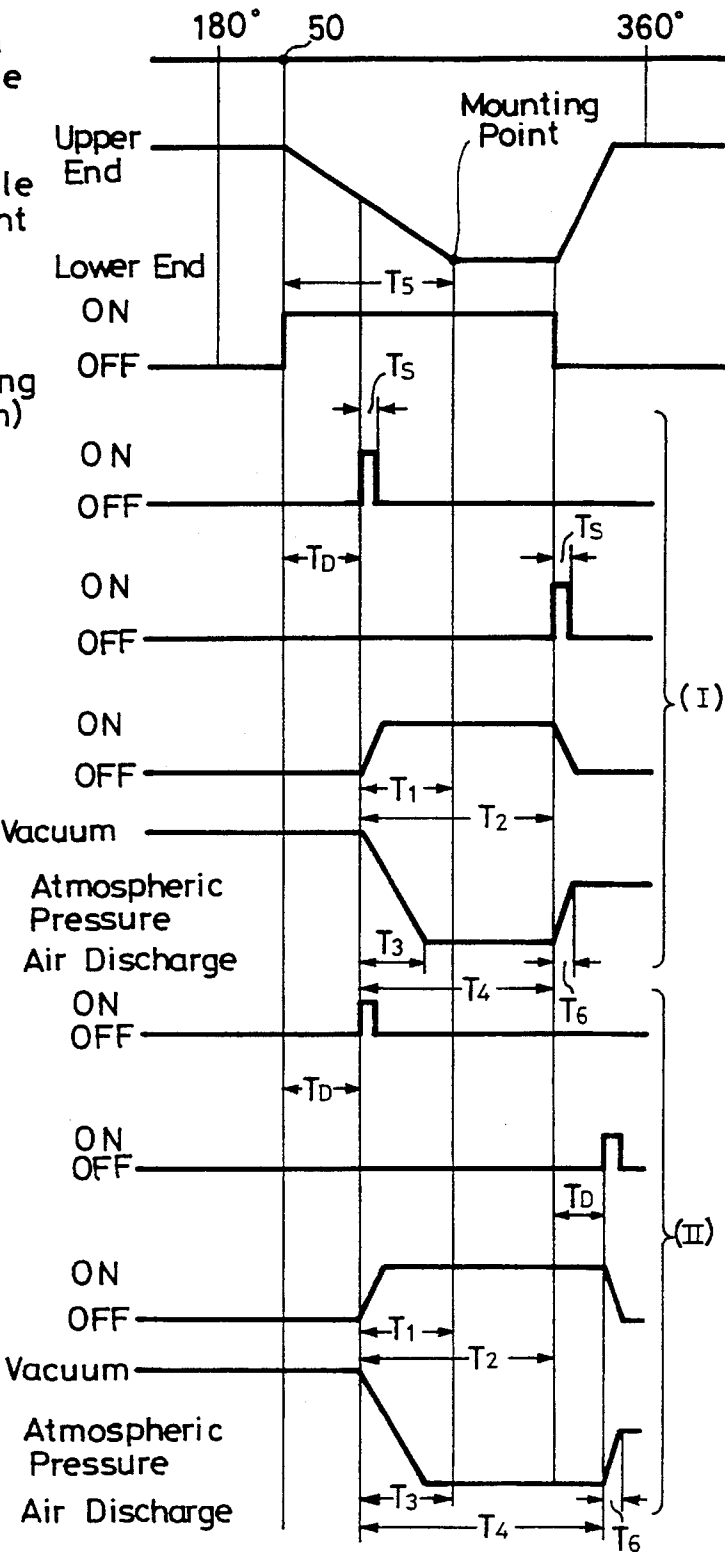 180° 50 360°
e
Upper
End
Mounting
Point
le
nt
Lower End
T5
ON
OFF
ng
n)
TS
ON
OFF
TD
TS
ON
OFF
(I)
ON
OFF
T1
T2
Vacuum
Atmospheric
Pressure
Air Discharge
T3
T4
T6
ON
OFF
TD
ON
OFF
TD
(II)
ON
OFF
T1
T2
Vacuum
Atmospheric
Pressure
Air Discharge
T3
T4
T6